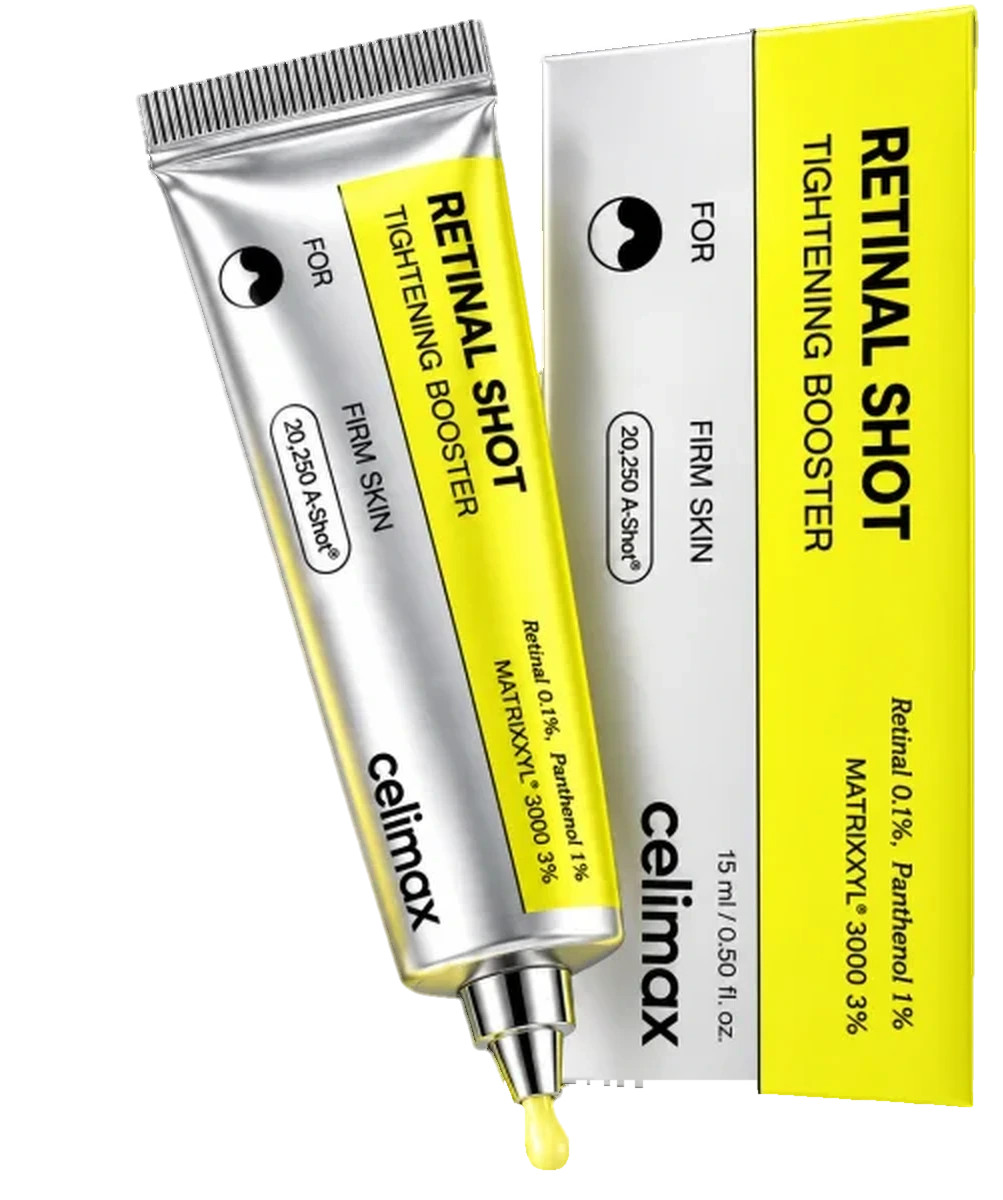 RETINAL SHOT
TIGHTENING BOOSTER
Retinal 0.1%, Panthenol 1%
MATRIXXYL® 3000 3%
FOR
FIRM SKIN
20,250 A-Shot®
celimax
RETINAL SHOT
TIGHTENING BOOSTER
Retinal 0.1%, Panthenol 1%
MATRIXXYL® 3000 3%
FOR
FIRM SKIN
15 ml / 0.50 fl. oz.
20,250 A-Shot®
celimax